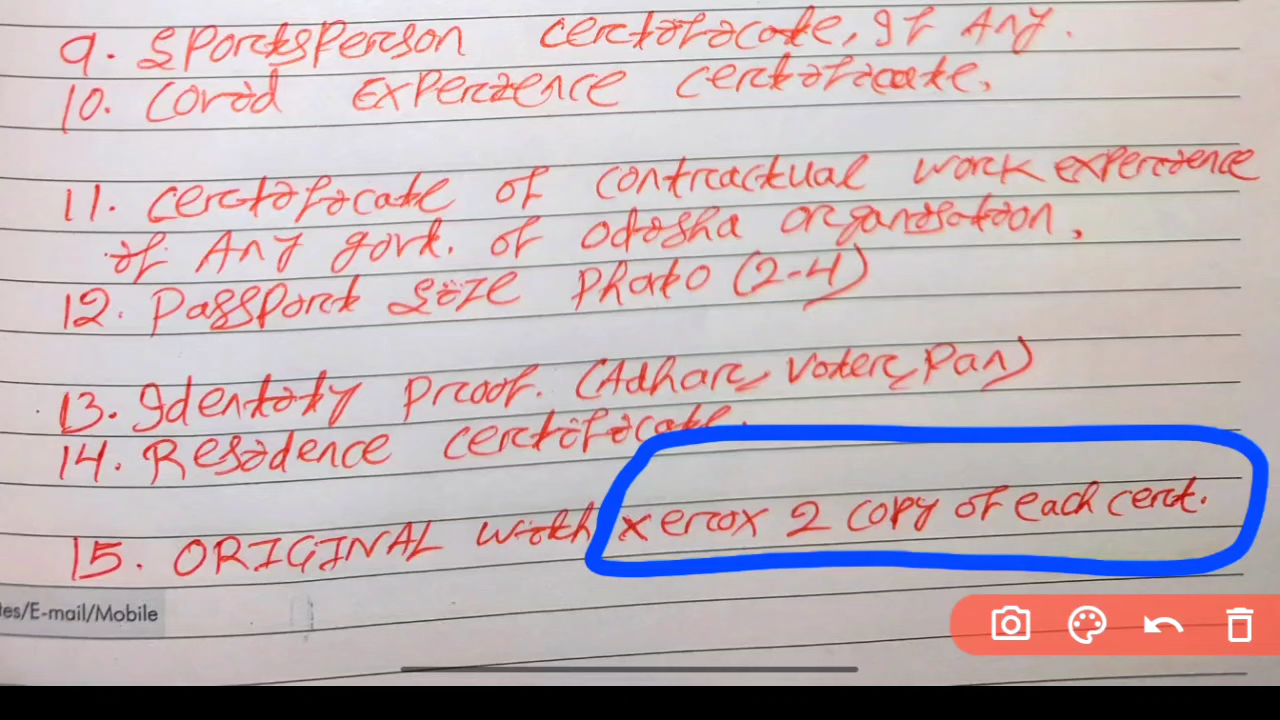 9. Sportsperson certificate, If Any.
10. Covid Experience certificate.
11. certificate of contractual work experience
if Any govt. of odisha organisation,
12. Passport size Photo (2-4)
13. Identity Proof. (Adhar, Voter, Pan)
14. Residence certificate.
15. ORIGINAL with xerox 2 copy of each cert.
tes/E-mail/Mobile